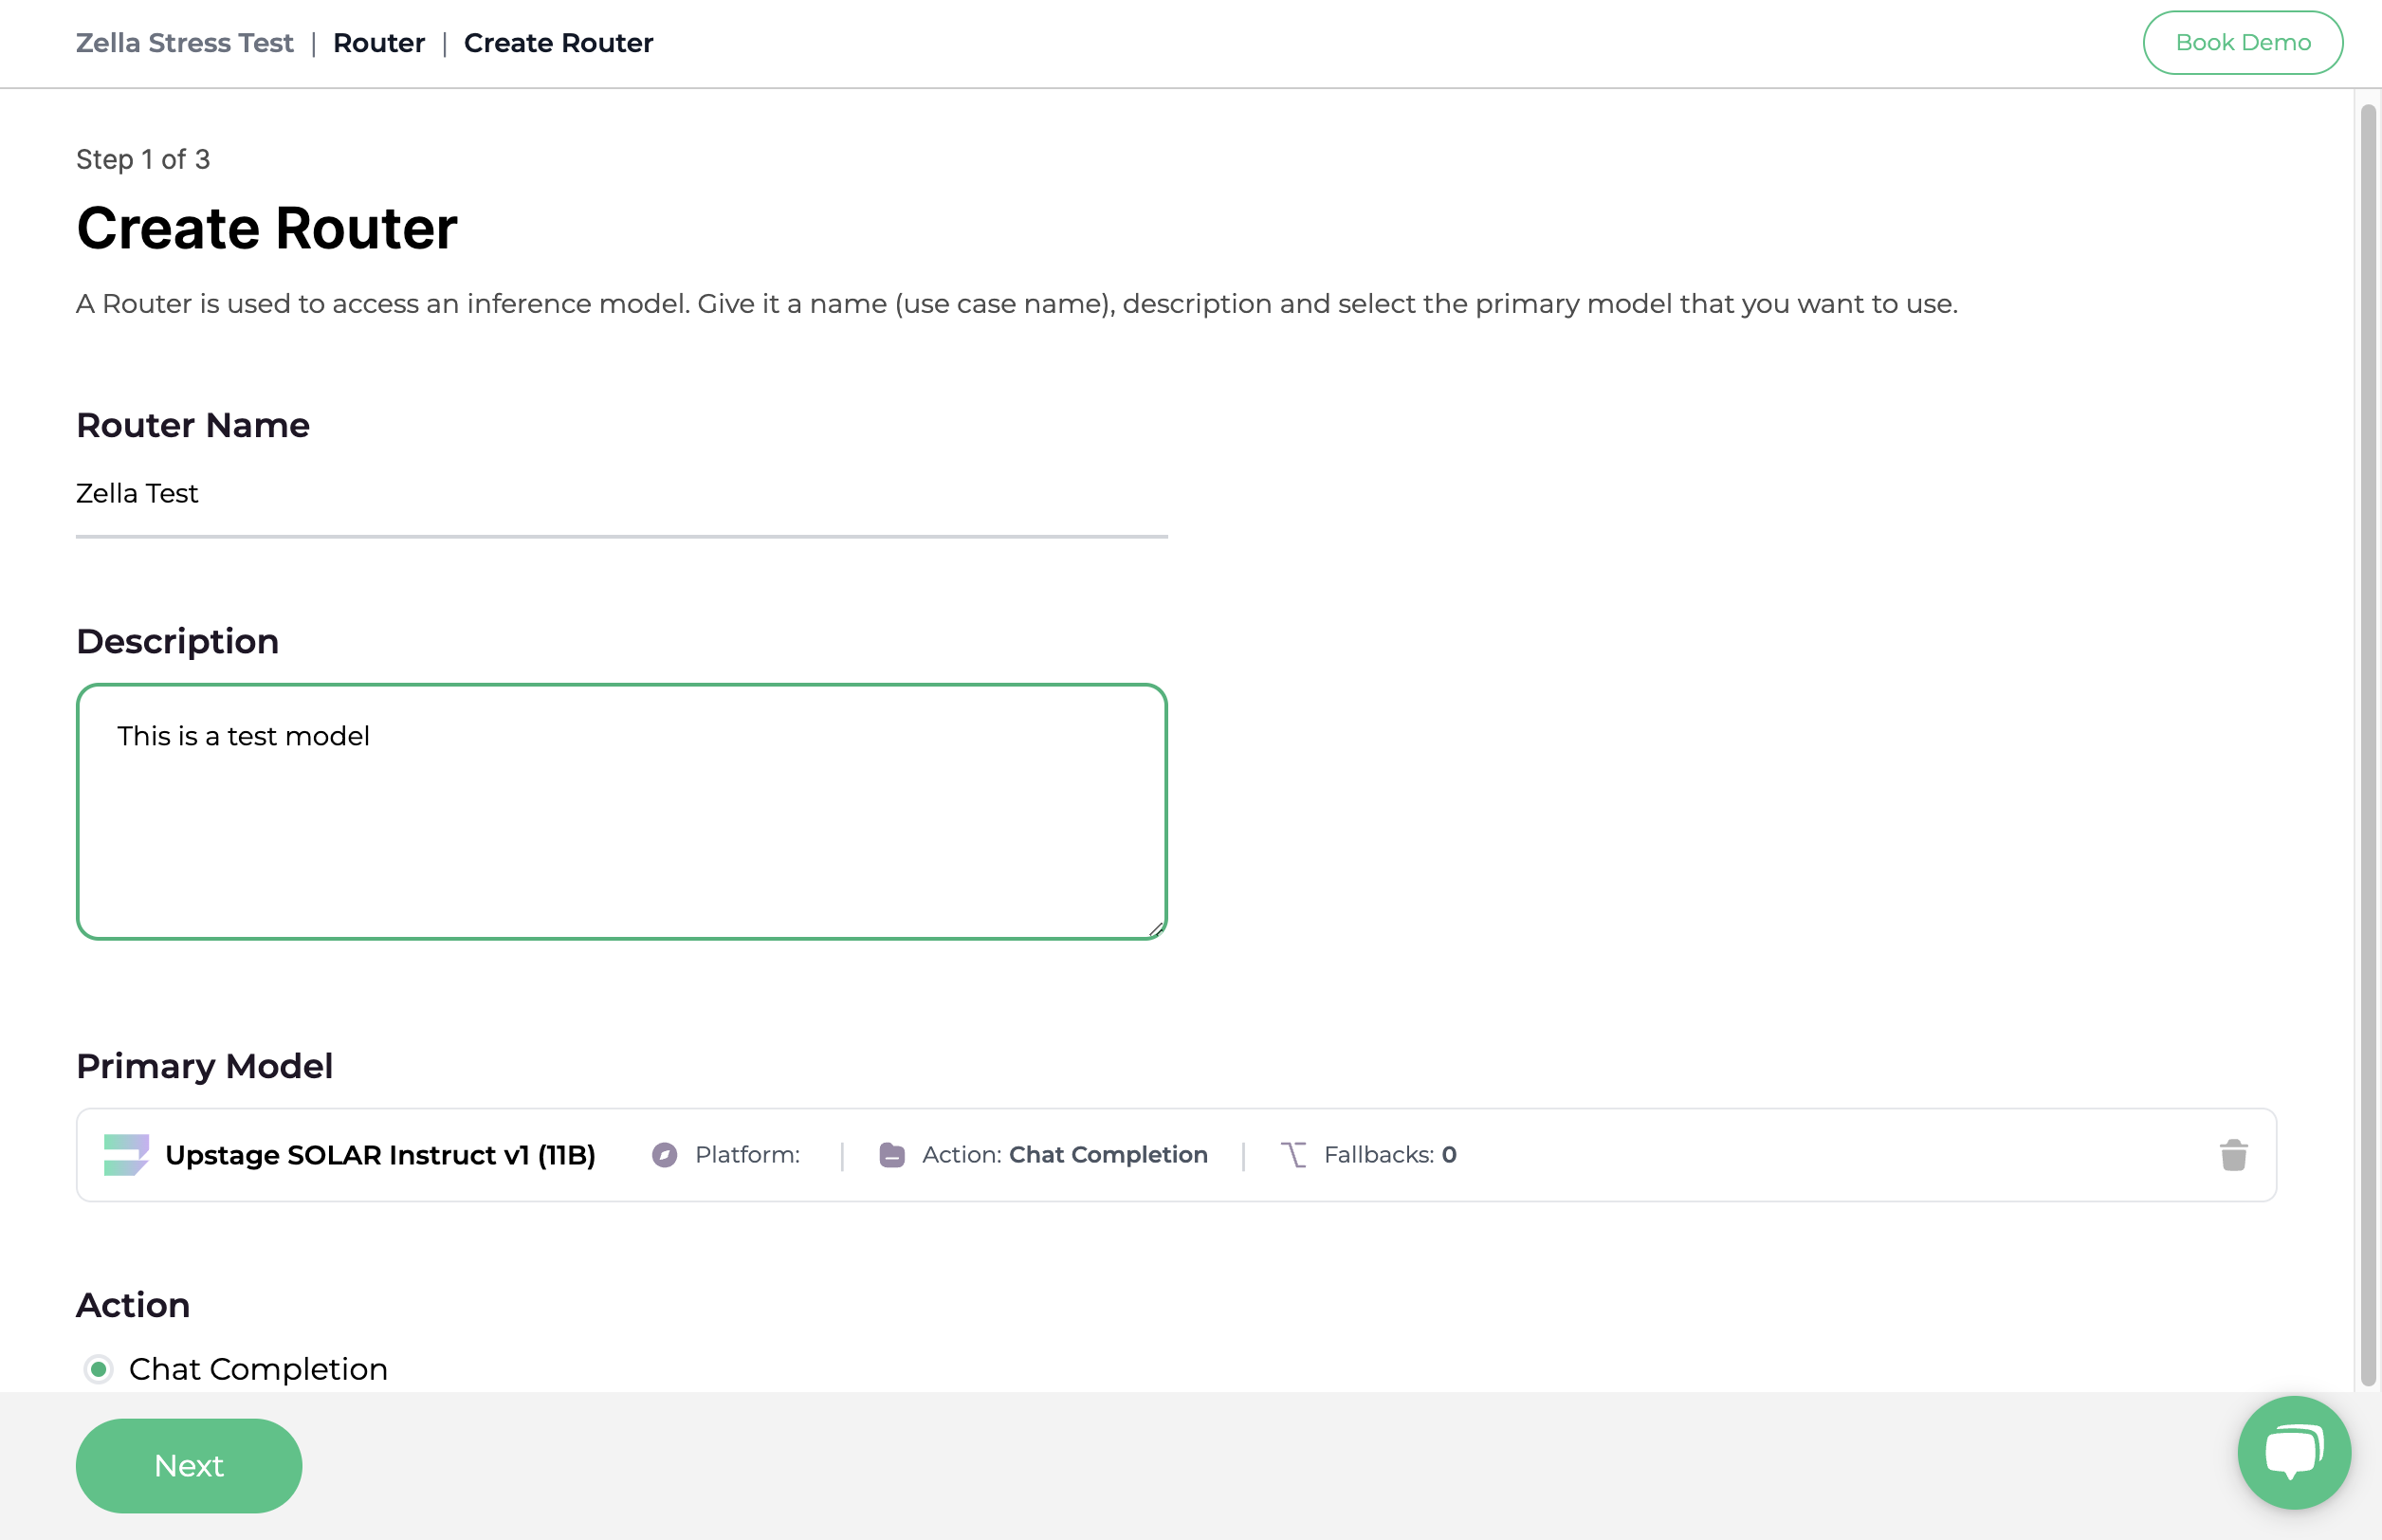 Zella Stress Test | Router | Create Router
Book Demo
Step 1 of 3
Create Router
A Router is used to access an inference model. Give it a name (use case name), description and select the primary model that you want to use.
Router Name
Zella Test
Description
This is a test model
Primary Model
Upstage SOLAR Instruct v1 (11B) Platform: | Action: Chat Completion | Fallbacks: 0
Action
Chat Completion
Next